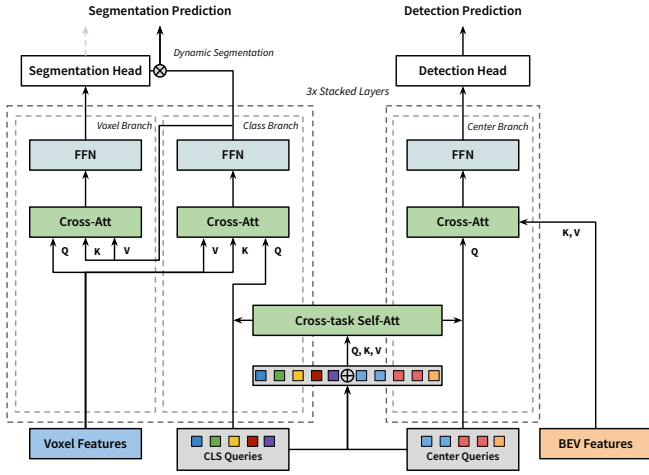 Segmentation Prediction
Detection Prediction
Dynamic Segmentation
Segmentation Head
Detection Head
3x Stacked Layers
Voxel Branch
Class Branch
Center Branch
FFN
FFN
FFN
Cross-Att
Cross-Att
Cross-Att
Q
K
V
V
K
Q
Q
K, V
Cross-task Self-Att
Q, K, V
Voxel Features
CLS Queries
Center Queries
BEV Features